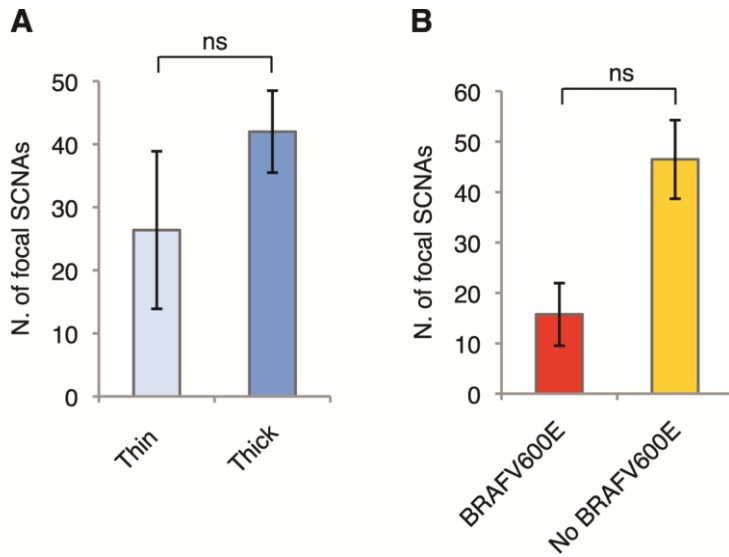 A
ns
N. of focal SCNAs
50
40
30
20
10
0
Thin
Thick
B
ns
N. of focal SCNAs
60
50
40
30
20
10
0
BRAFV600E
No BRAFV600E